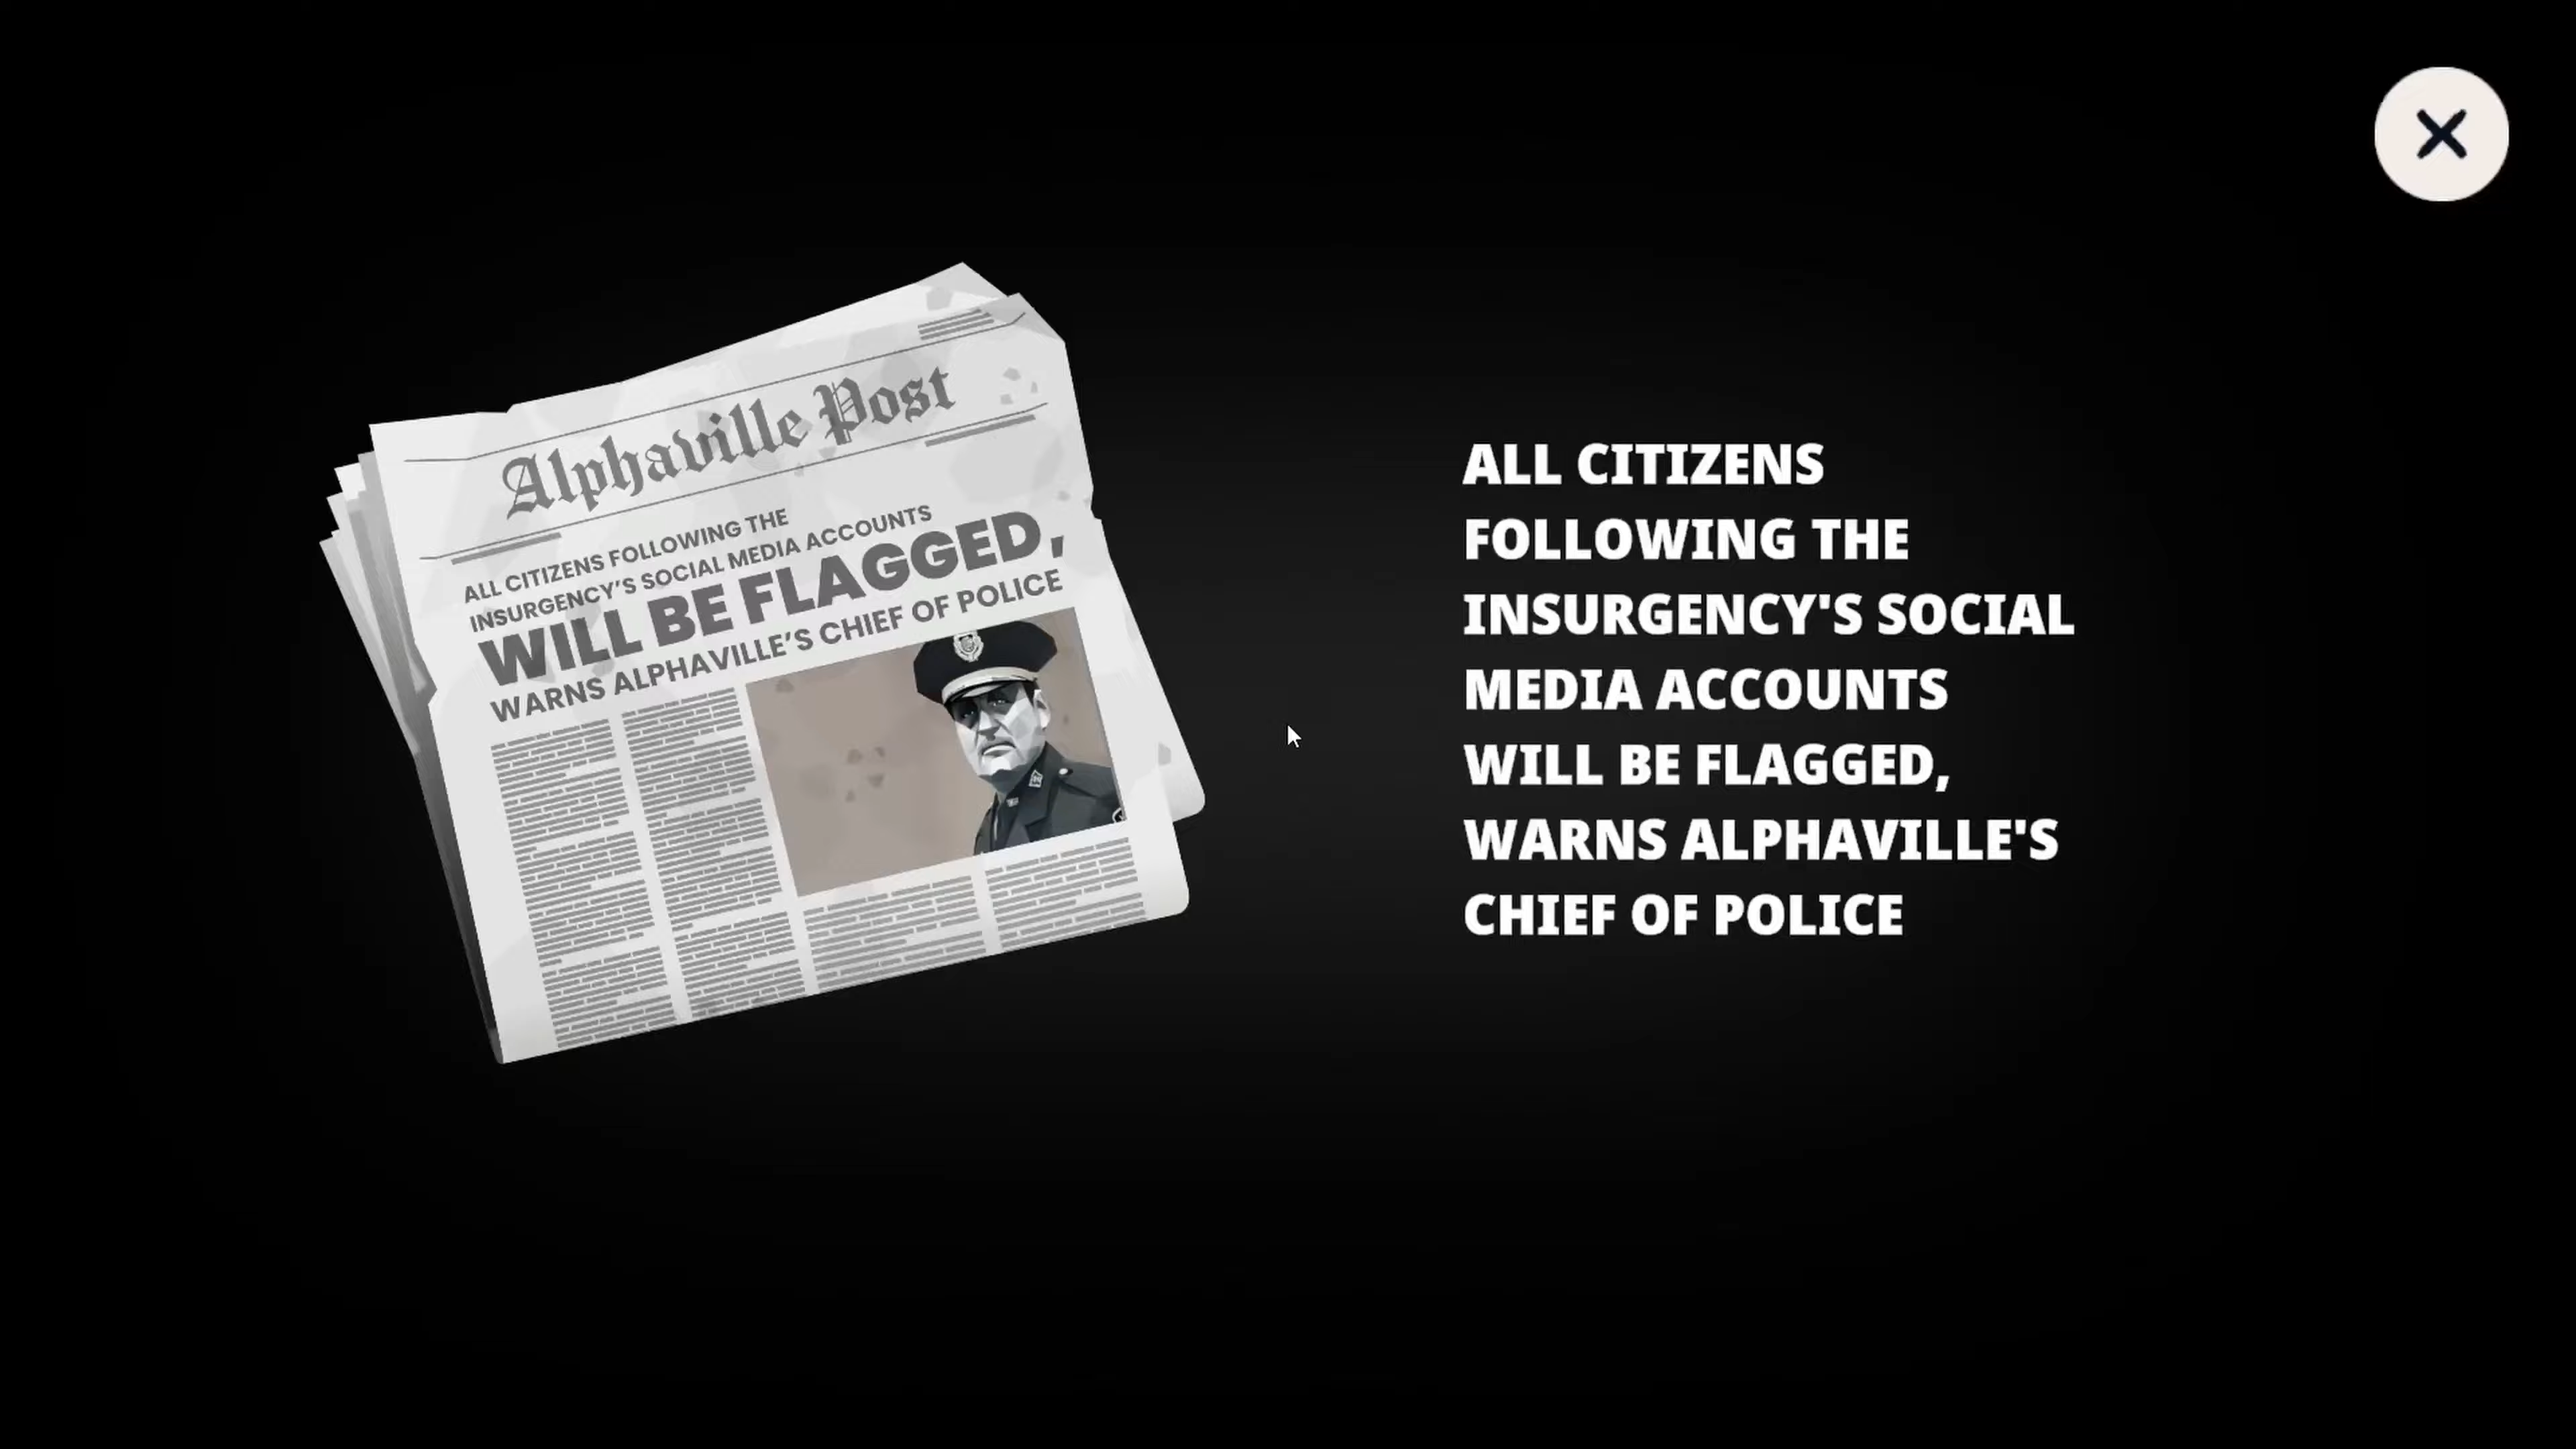 Alphaville Post
ALL CITIZENS FOLLOWING THE
INSURGENCY'S SOCIAL MEDIA ACCOUNTS
WILL BE FLAGGED,
WARNS ALPHAVILLE'S CHIEF OF POLICE
ALL CITIZENS
FOLLOWING THE
INSURGENCY'S SOCIAL
MEDIA ACCOUNTS
WILL BE FLAGGED,
WARNS ALPHAVILLE'S
CHIEF OF POLICE